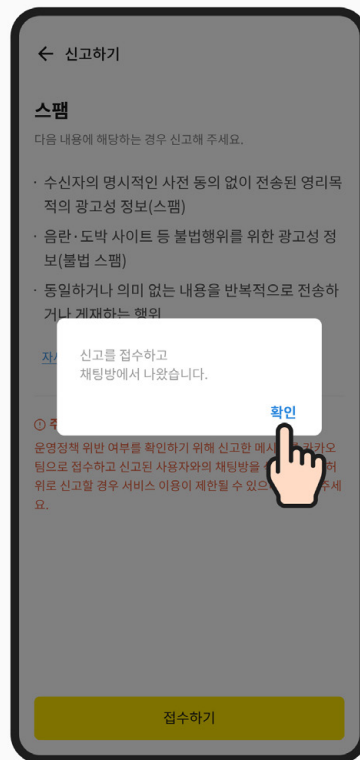 ← 신고하기
스팸
다음 내용에 해당하는 경우 신고해 주세요.
· 수신자의 명시적인 사전 동의 없이 전송된 영리목
적의 광고성 정보(스팸)
· 음란·도박 사이트 등 불법행위를 위한 광고성 정
보(불법 스팸)
· 동일하거나 의미 없는 내용을 반복적으로 전송하
거나 게재하는 행위
신고를 접수하고
채팅방에서 나왔습니다.
확인
운영정책 위반 여부를 확인하기 위해 신고한 카카오
팀으로 접수하고 신고된 사용자와의 채팅방을 허
위로 신고할 경우 서비스 이용이 제한될 수
요.
접수하기